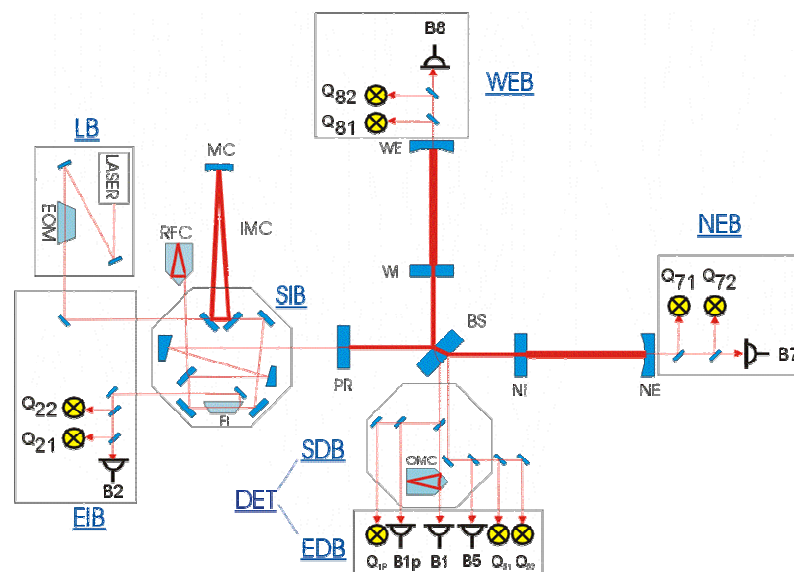 B8
WEB
Q82
Q81
LB
MC
WE
LASER
EOM
IMC
RFC
NEB
Q71
Q72
WI
SIB
BS
B7
PR
NI
NE
Q22
Q21
FI
B2
EIB
SDB
OMC
DET
EDB
Q1P
B1p
B1
B5
Q51
Q52